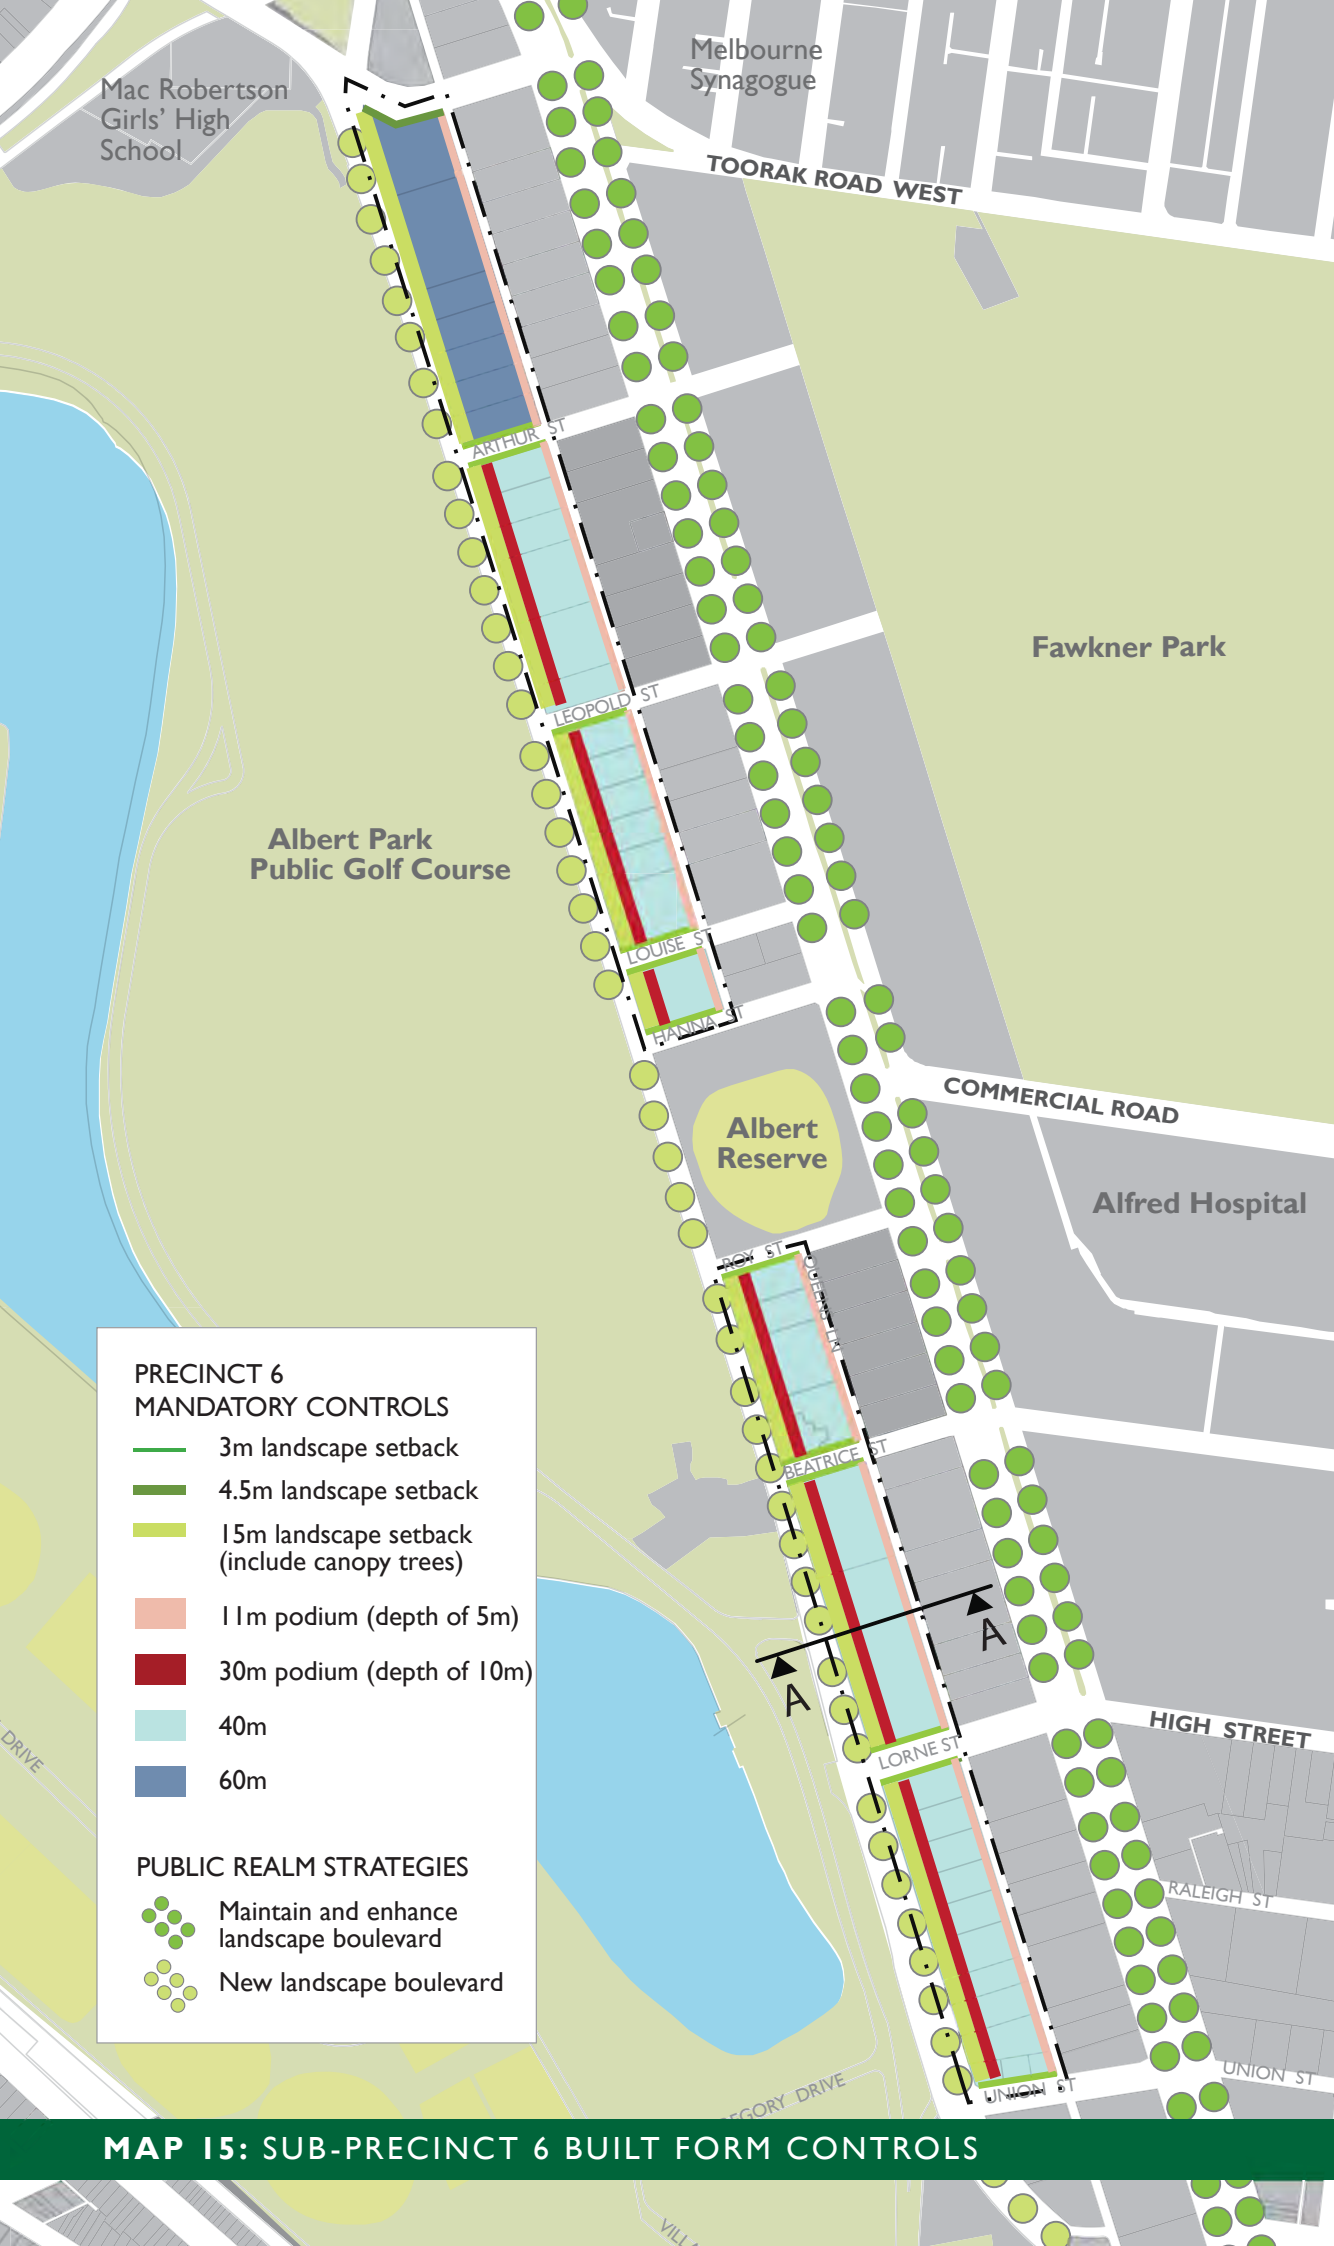 Melbourne
Synagogue
Mac Robertson
Girls' High
School
TOORAK ROAD WEST
ARTHUR ST
Fawkner Park
LEOPOLD ST
Albert Park
Public Golf Course
LOUISE ST
HANNA ST
COMMERCIAL ROAD
Albert
Reserve
Alfred Hospital
ROY ST
QUEENS LN
BEATRICE ST
A
A
HIGH STREET
LORNE ST
RALEIGH ST
UNION ST
UNION ST
DRIVE
PRECINCT 6
MANDATORY CONTROLS
3m landscape setback
4.5m landscape setback
15m landscape setback
(include canopy trees)
11m podium (depth of 5m)
30m podium (depth of 10m)
40m
60m
PUBLIC REALM STRATEGIES
Maintain and enhance
landscape boulevard
New landscape boulevard
EGORY DRIVE
MAP 15: SUB-PRECINCT 6 BUILT FORM CONTROLS